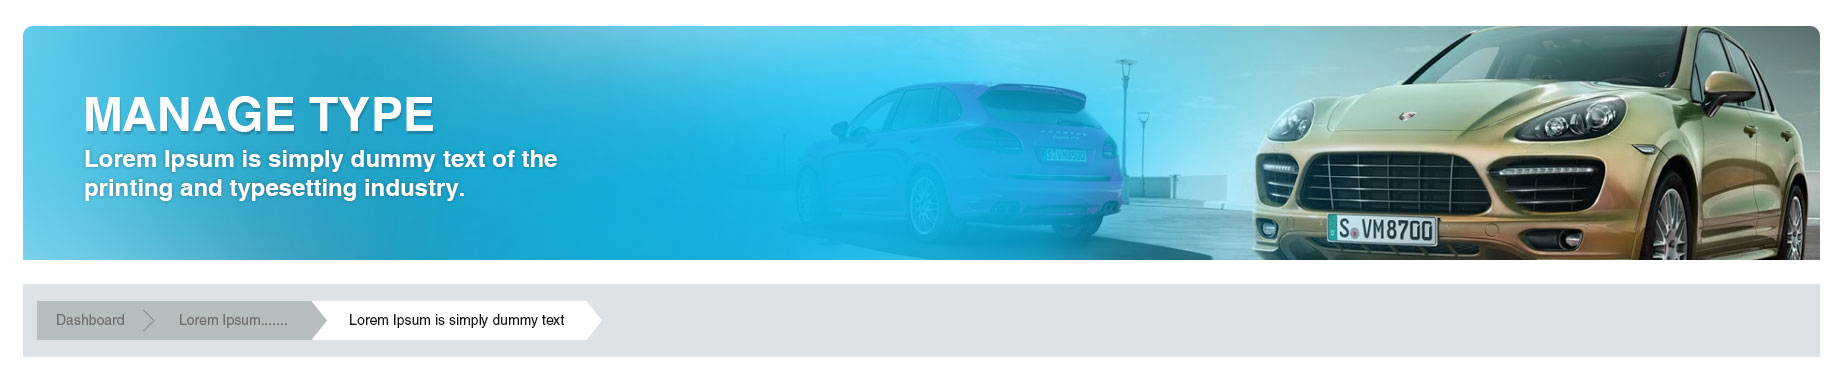 MANAGE TYPE
Lorem Ipsum is simply dummy text of the
printing and typesetting industry.
S VM8500
S VM8700
Dashboard
Lorem Ipsum.......
Lorem Ipsum is simply dummy text